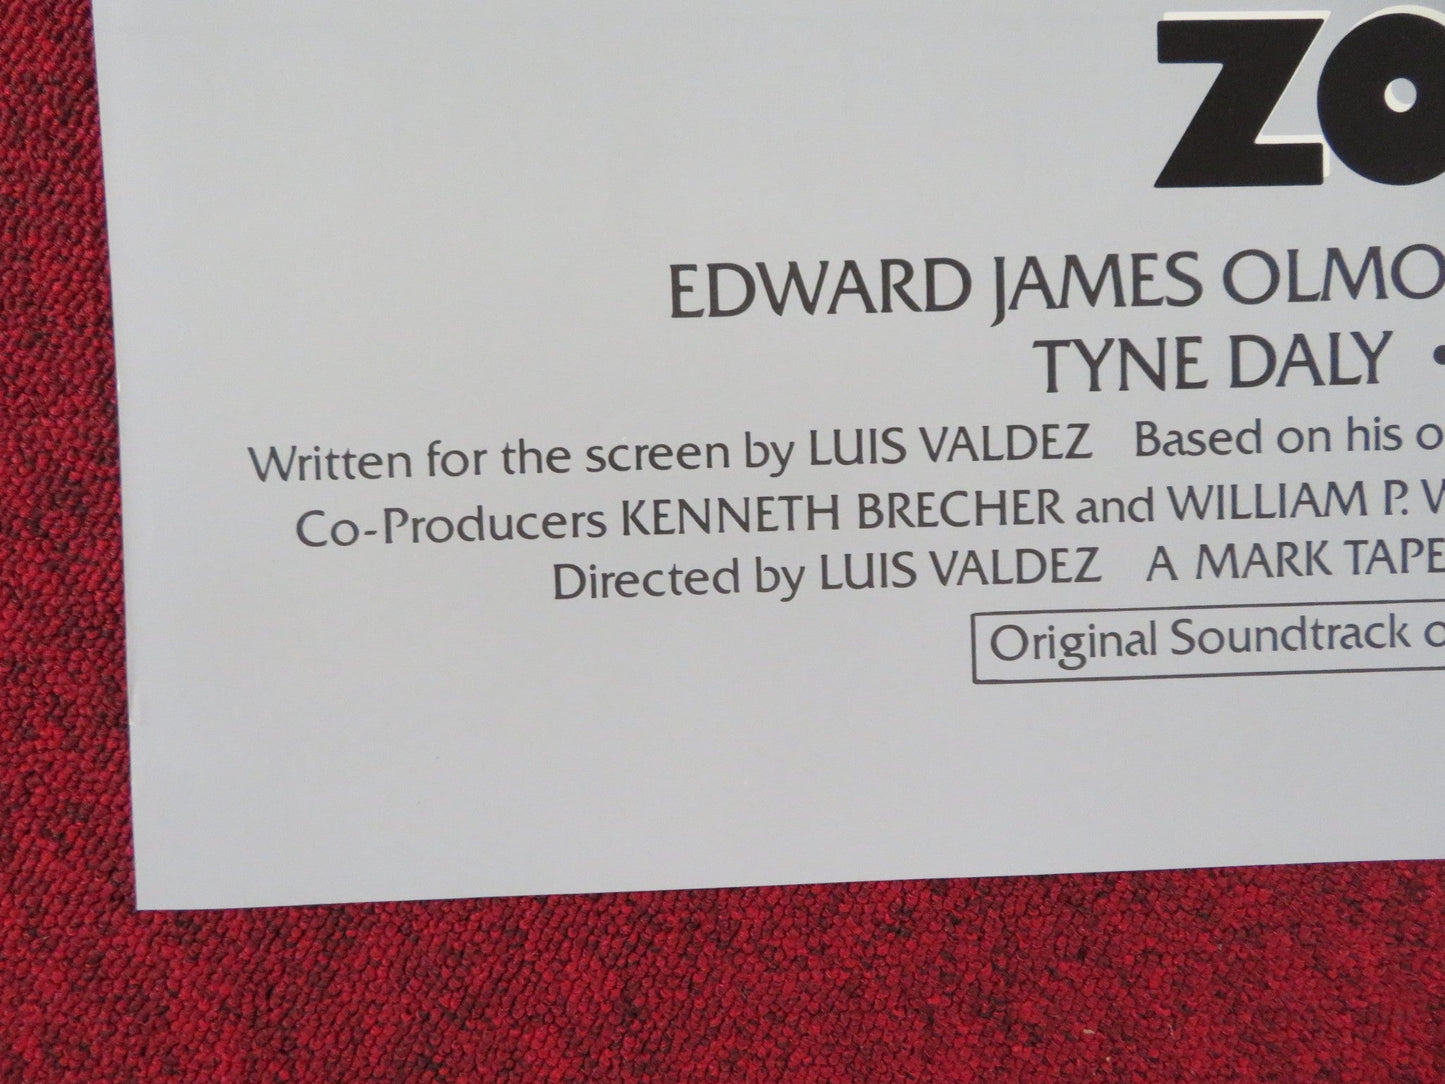 ZO
EDWARD JAMES OLMO
TYNE DALY •
Written for the screen by LUIS VALDEZ Based on his o
Co-Producers KENNETH BRECHER and WILLIAM P. W
Directed by LUIS VALDEZ A MARK TAPE
Original Soundtrack o